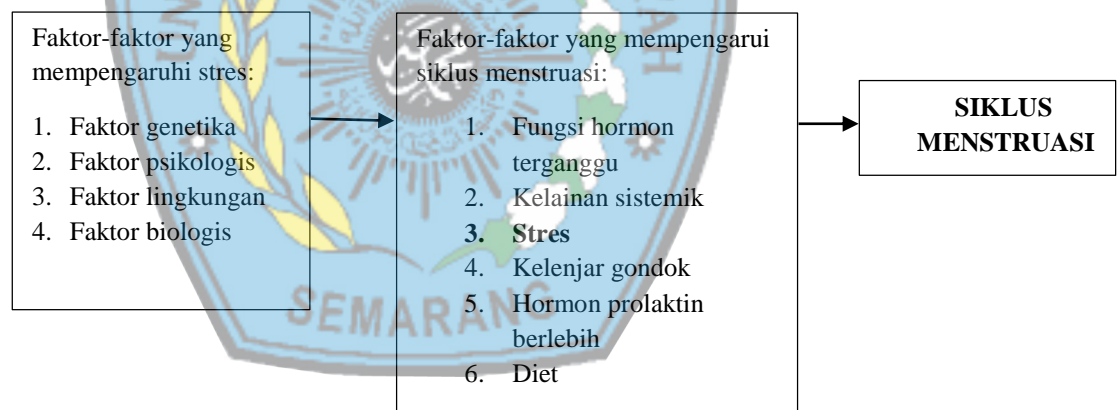 Faktor-faktor yang
mempengaruhi stres:
1. Faktor genetika
2. Faktor psikologis
3. Faktor lingkungan
4. Faktor biologis
Faktor-faktor yang mempengarui
siklus menstruasi:
1. Fungsi hormon
terganggu
2. Kelainan sistemik
3. Stres
4. Kelenjar gondok
5. Hormon prolaktin
berlebih
6. Diet
SIKLUS
MENSTRUASI
SEMARANG